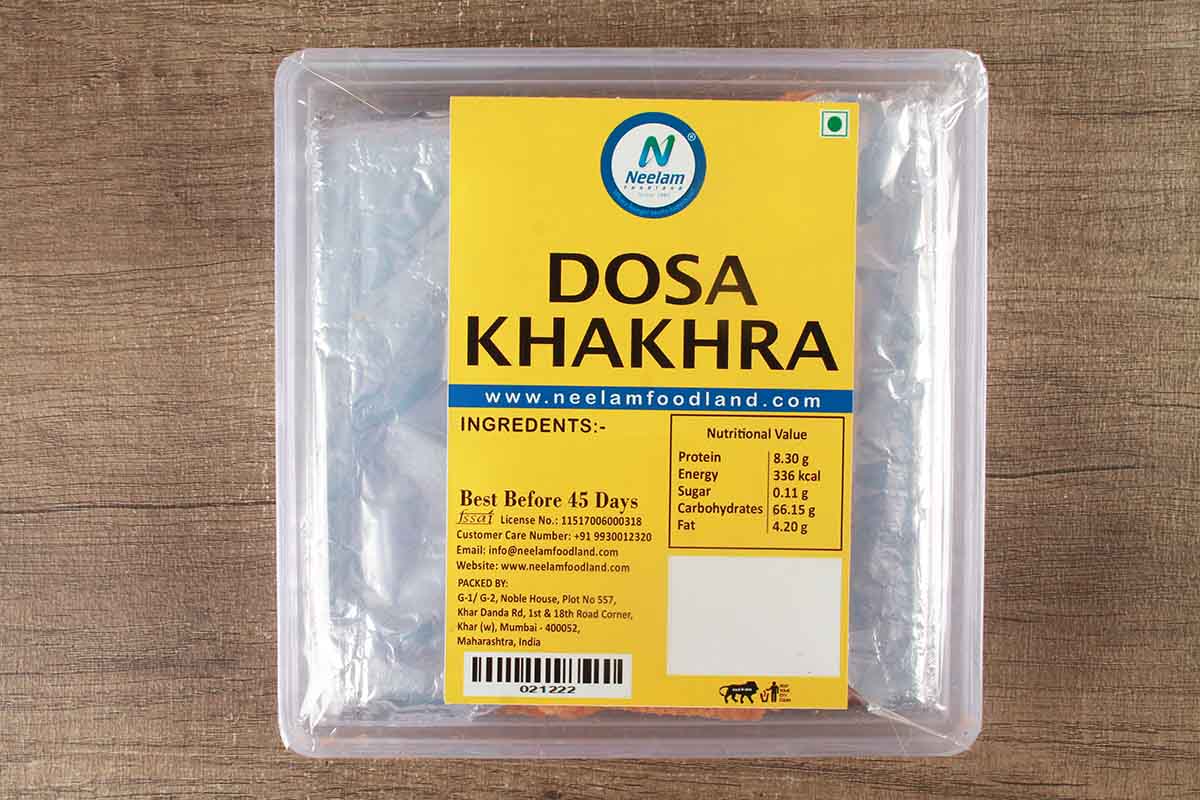 Neelam
foodland
Since 1987
DOSA
KHAKHRA
www.neelamfoodland.com
INGREDENTS:-
Nutritional Value
Protein 8.30 g
Energy 336 kcal
Sugar 0.11 g
Carbohydrates 66.15 g
Fat 4.20 g
Best Before 45 Days
fssai License No.: 11517006000318
Customer Care Number: +91 9930012320
Email: info@neelamfoodland.com
Website: www.neelamfoodland.com
PACKED BY:
G-1/ G-2, Noble House, Plot No 557,
Khar Danda Rd, 1st & 18th Road Corner,
Khar (w), Mumbai - 400052,
Maharashtra, India
021222